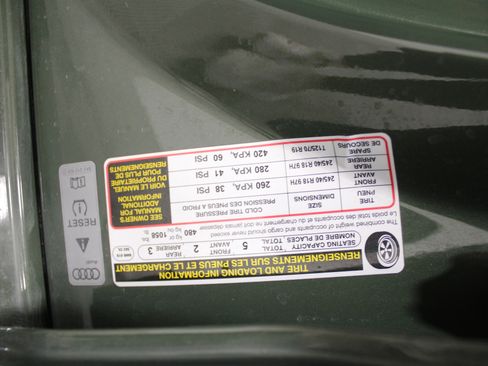 TIRE AND LOADING INFORMATION
RENSEIGNEMENTS SUR LES PNEUS ET LE CHARGEMENT
SEATING CAPACITY
NOMBRE DE PLACES
TOTAL 5
TOTAL
FRONT 2
AVANT
REAR 3
ARRIERE
The combined weight of occupants and cargo should never exceed
Le poids total des occupants et du chargement ne doit jamais dépasser
480 kg or 1058 lbs.
kg ou lb.
TIRE
PNEU
SIZE
DIMENSIONS
COLD TIRE PRESSURE
PRESSION DES PNEUS A FROID
FRONT
AVANT
245/40 R18 97H
260 KPA, 38 PSI
REAR
ARRIERE
245/40 R18 97H
280 KPA, 41 PSI
SPARE
DE SECOURS
T125/70 R19
420 KPA, 60 PSI
SEE OWNERS
MANUAL FOR
ADDITIONAL
INFORMATION
VOIR LE MANUEL
DU PROPRIETAIRE
POUR PLUS DE
RENSEIGNEMENTS
Audi
RESET